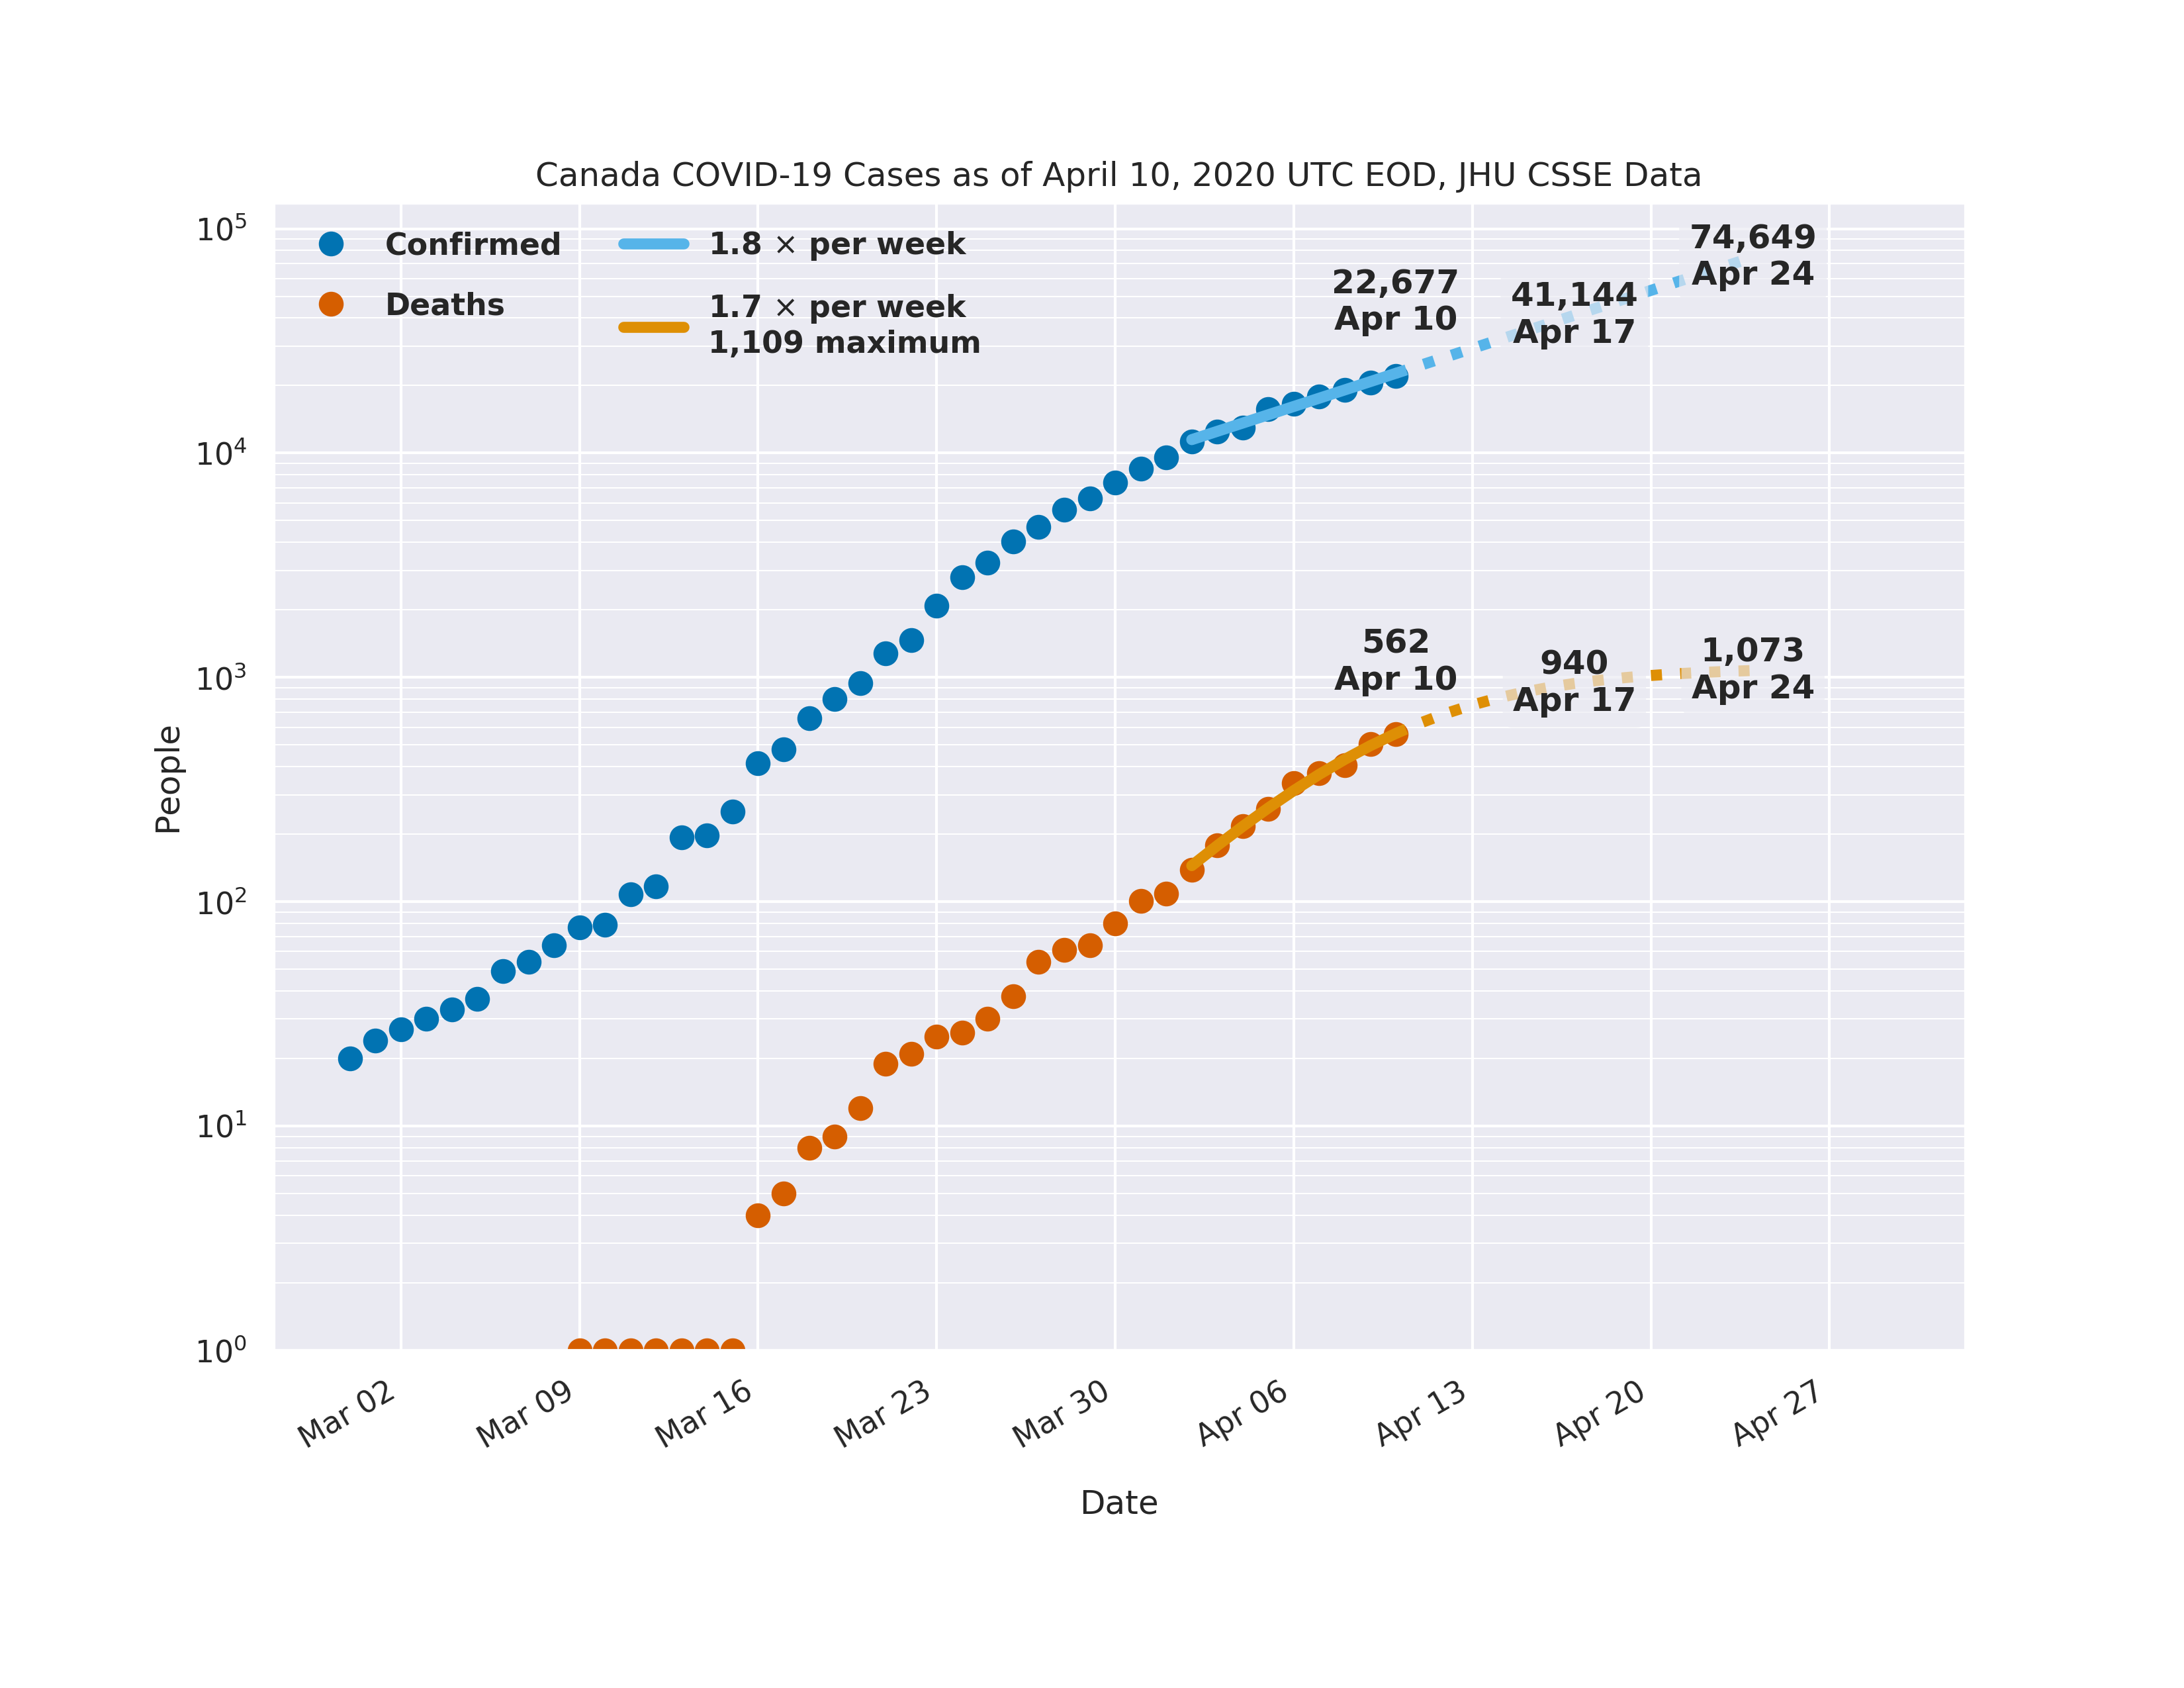 Canada COVID-19 Cases as of April 10, 2020 UTC EOD, JHU CSSE Data
Confirmed
Deaths
1.8 × per week
1.7 × per week
1,109 maximum
22,677
Apr 10
41,144
Apr 17
74,649
Apr 24
562
Apr 10
940
Apr 17
1,073
Apr 24
People
10⁵
10⁴
10³
10²
10¹
10⁰
Mar 02
Mar 09
Mar 16
Mar 23
Mar 30
Apr 06
Apr 13
Apr 20
Apr 27
Date